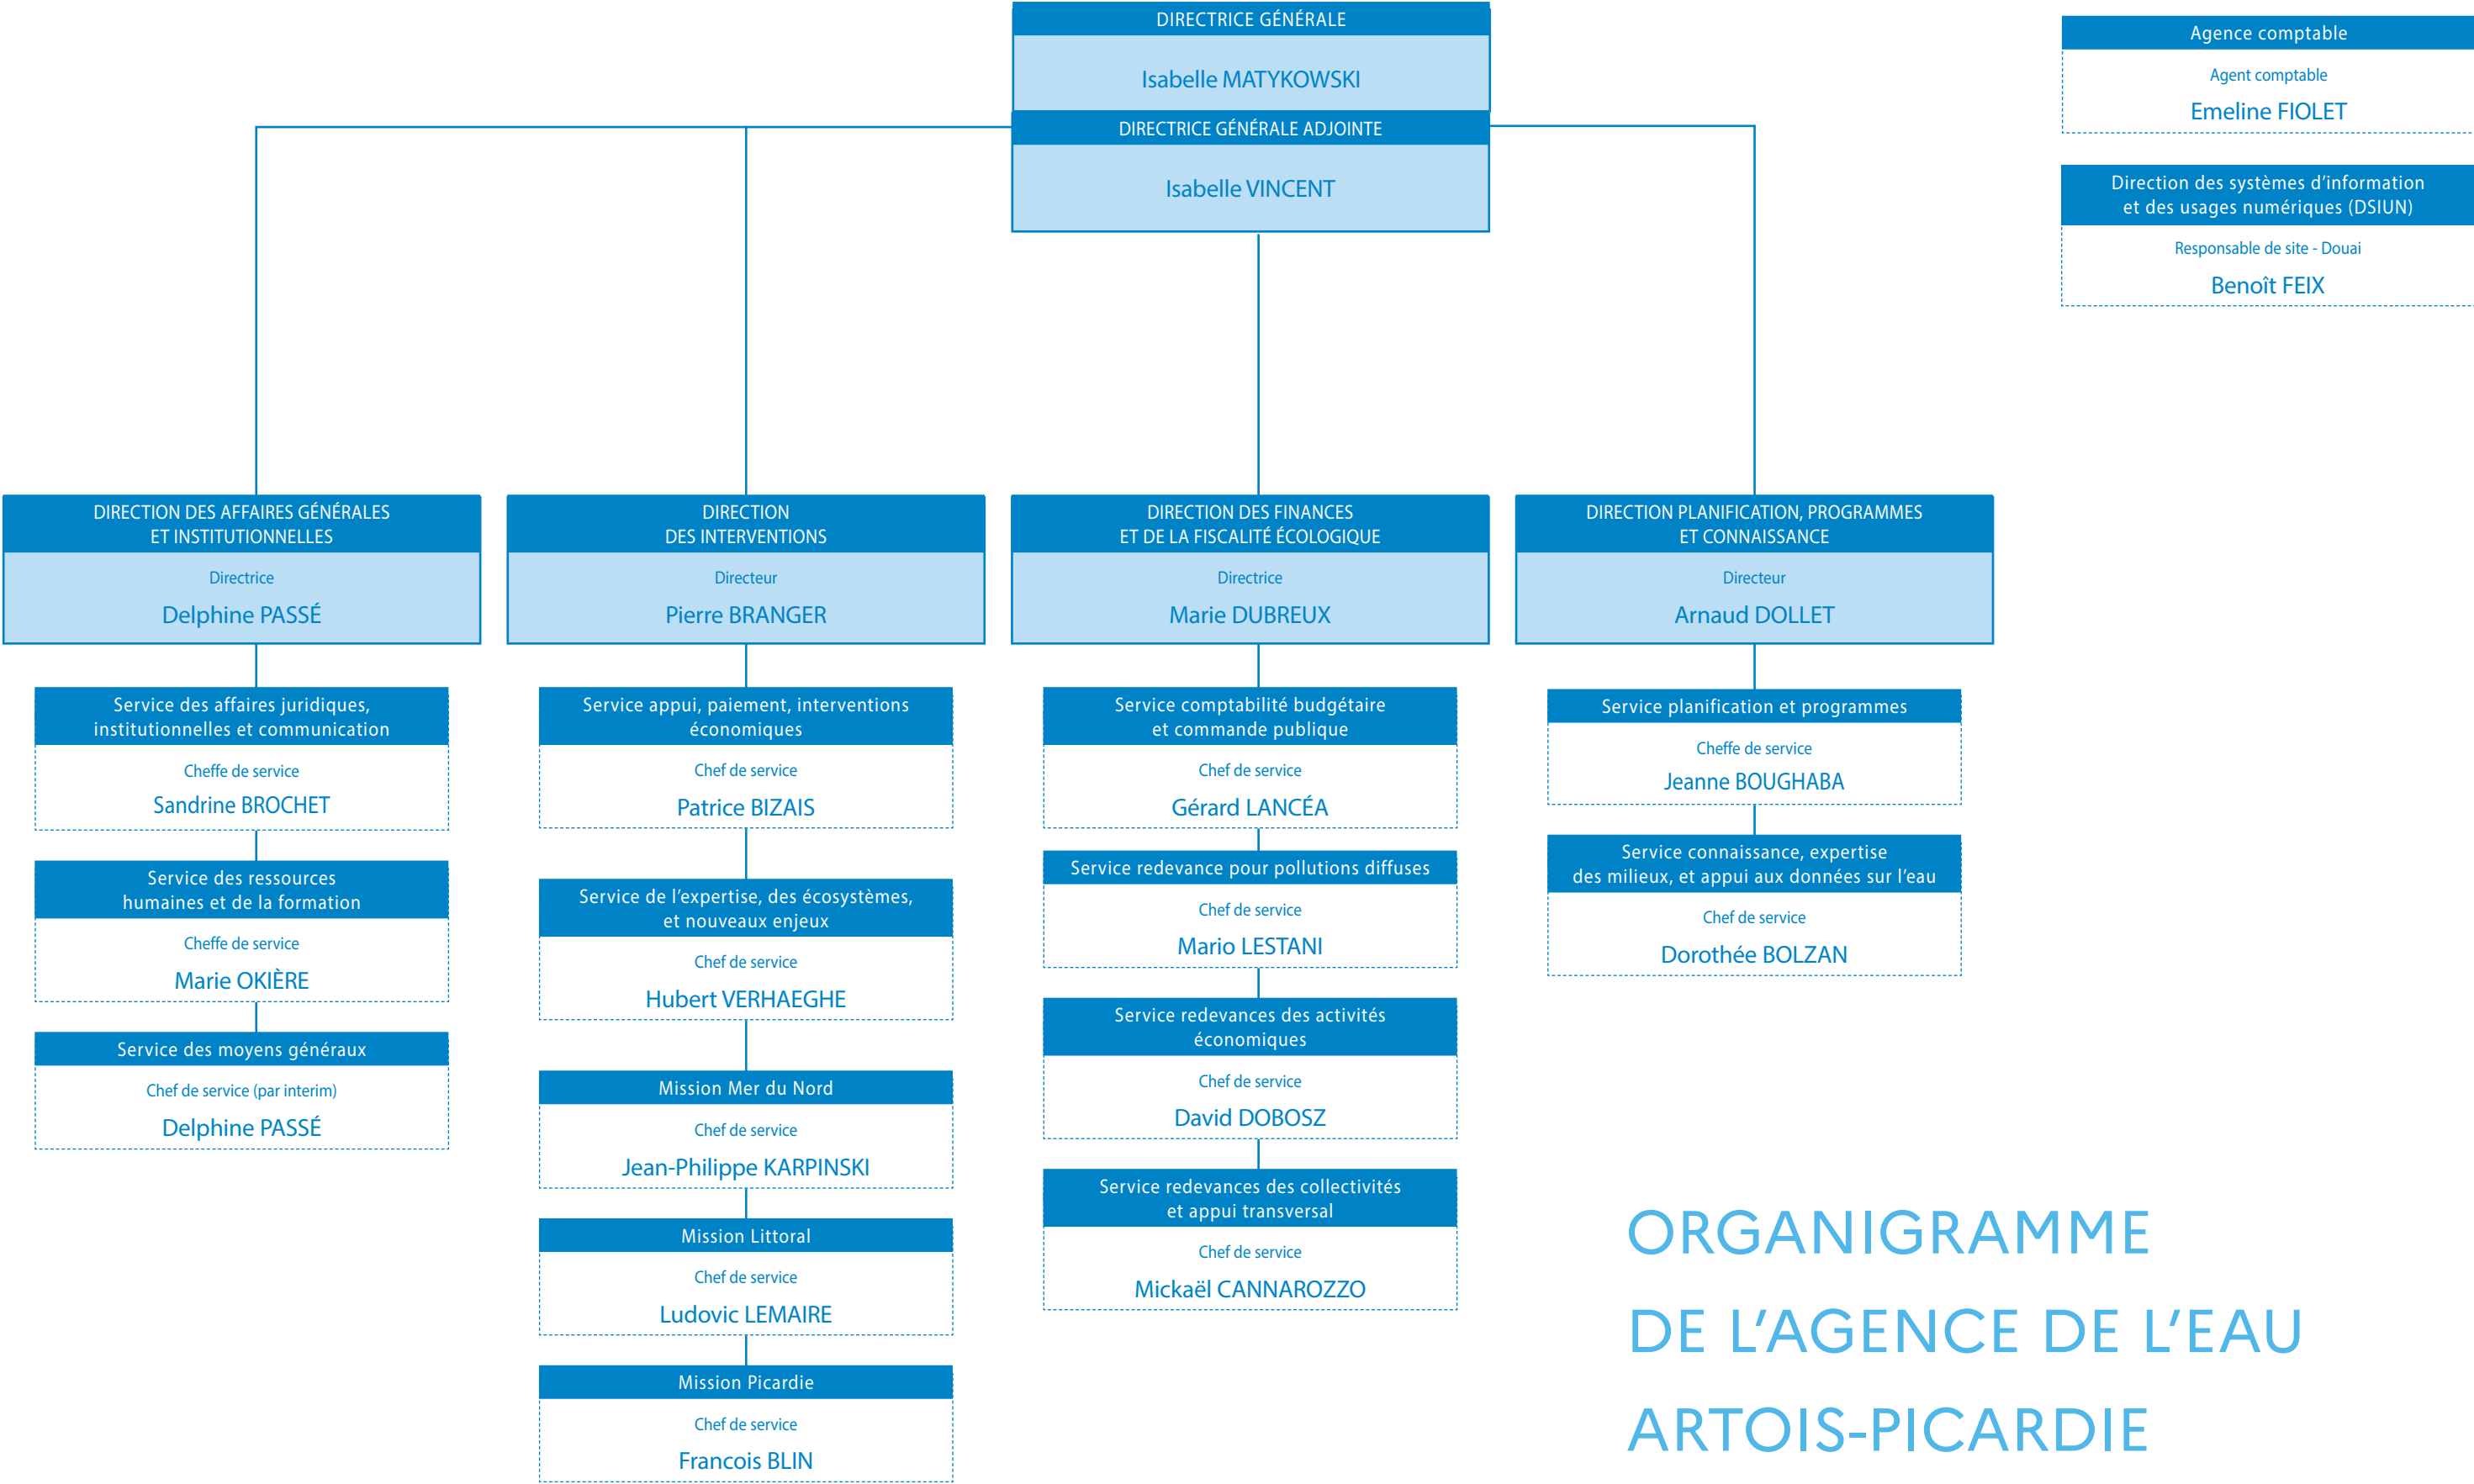 DIRECTRICE GÉNÉRALE
Isabelle MATYKOWSKI
DIRECTRICE GÉNÉRALE ADJOINTE
Isabelle VINCENT
Agence comptable
Agent comptable
Emeline FIOLET
Direction des systèmes d’information
et des usages numériques (DSIUN)
Responsable de site - Douai
Benoît FEIX
DIRECTION DES AFFAIRES GÉNÉRALES
ET INSTITUTIONNELLES
Directrice
Delphine PASSÉ
Service des affaires juridiques,
institutionnelles et communication
Cheffe de service
Sandrine BROCHET
Service des ressources
humaines et de la formation
Cheffe de service
Marie OKIÈRE
Service des moyens généraux
Chef de service (par interim)
Delphine PASSÉ
DIRECTION
DES INTERVENTIONS
Directeur
Pierre BRANGER
Service appui, paiement, interventions
économiques
Chef de service
Patrice BIZAIS
Service de l’expertise, des écosystèmes,
et nouveaux enjeux
Chef de service
Hubert VERHAEGHE
Mission Mer du Nord
Chef de service
Jean-Philippe KARPINSKI
Mission Littoral
Chef de service
Ludovic LEMAIRE
Mission Picardie
Chef de service
Francois BLIN
DIRECTION DES FINANCES
ET DE LA FISCALITÉ ÉCOLOGIQUE
Directrice
Marie DUBREUX
Service comptabilité budgétaire
et commande publique
Chef de service
Gérard LANCÉA
Service redevance pour pollutions diffuses
Chef de service
Mario LESTANI
Service redevances des activités
économiques
Chef de service
David DOBOSZ
Service redevances des collectivités
et appui transversal
Chef de service
Mickaël CANNAROZZO
DIRECTION PLANIFICATION, PROGRAMMES
ET CONNAISSANCE
Directeur
Arnaud DOLLET
Service planification et programmes
Cheffe de service
Jeanne BOUGHABA
Service connaissance, expertise
des milieux, et appui aux données sur l’eau
Chef de service
Dorothée BOLZAN
ORGANIGRAMME
DE L’AGENCE DE L’EAU
ARTOIS-PICARDIE